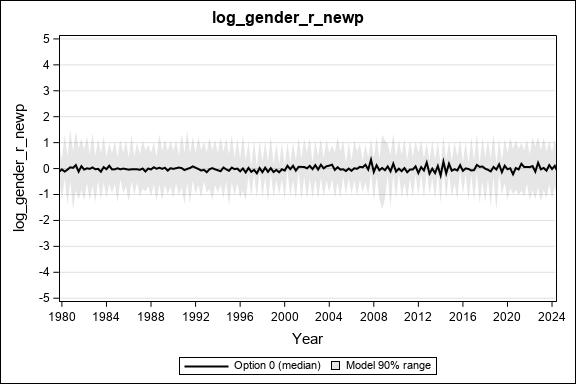 log_gender_r_newp
5
4
3
2
1
0
-1
-2
-3
-4
-5
log_gender_r_newp
1980 1984 1988 1992 1996 2000 2004 2008 2012 2016 2020 2024
Year
Option 0 (median) Model 90% range